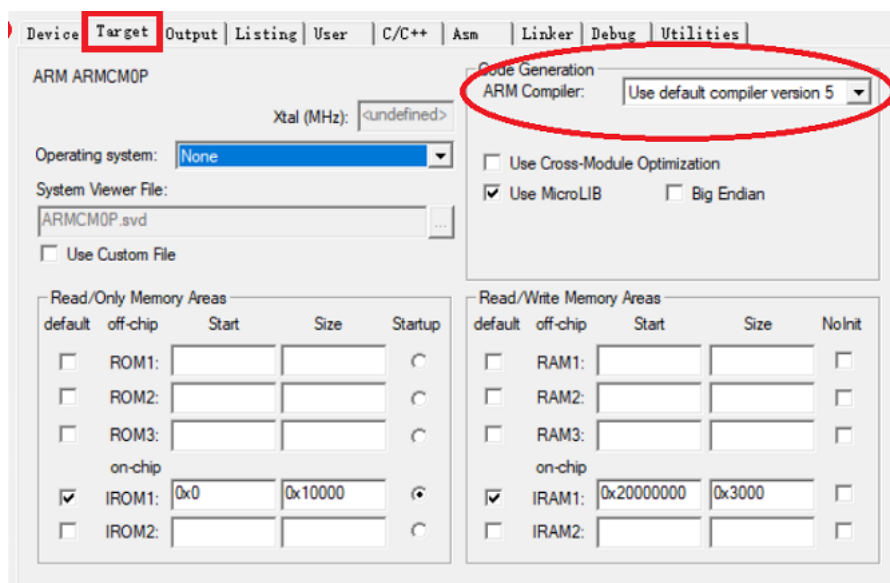 Device Target Output Listing User C/C++ Asm Linker Debug Utilities
ARM ARMCM0P
Xtal (MHz): <undefined>
Operating system: None
System Viewer File:
ARMCM0P.svd ...
Use Custom File
Code Generation
ARM Compiler: Use default compiler version 5
Use Cross-Module Optimization
Use MicroLIB Big Endian
Read/Only Memory Areas
default off-chip Start Size Startup
ROM1:
ROM2:
ROM3:
on-chip
IROM1: 0x0 0x10000
IROM2:
Read/Write Memory Areas
default off-chip Start Size NoInit
RAM1:
RAM2:
RAM3:
on-chip
IRAM1: 0x20000000 0x3000
IRAM2: